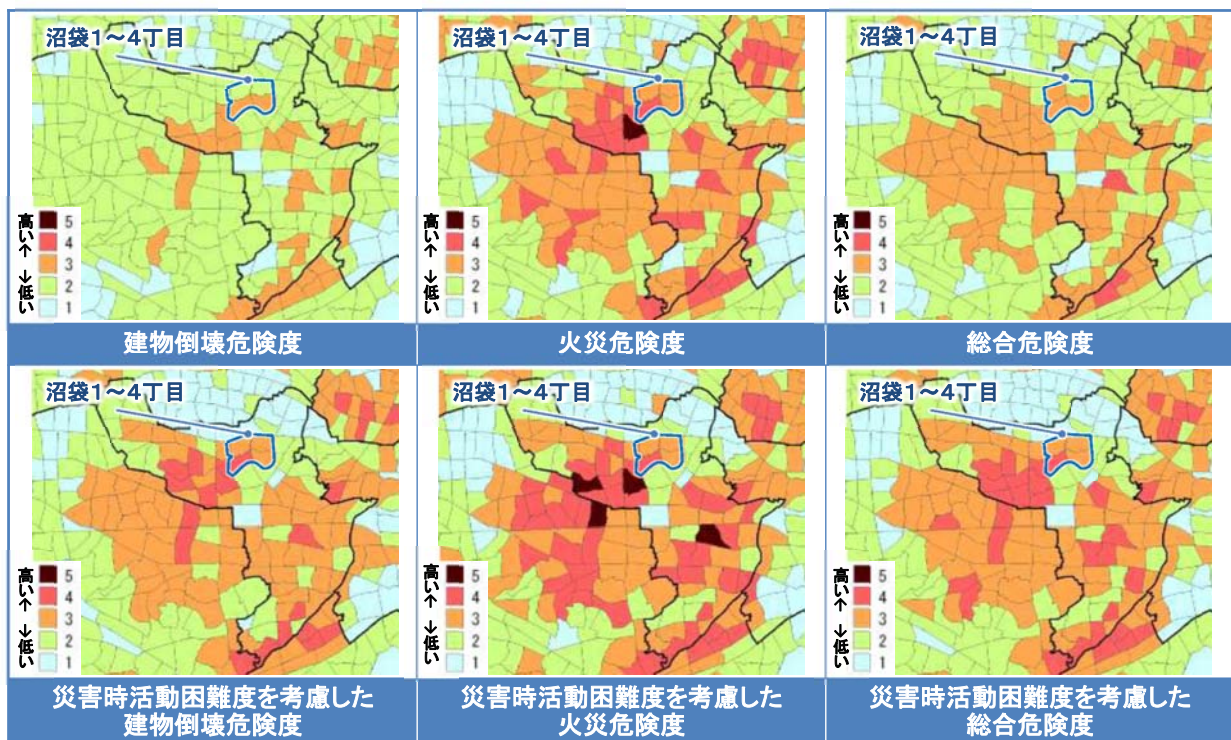 沼袋1~4丁目
高い↑ ↓低い
5
4
3
2
1
建物倒壊危険度
沼袋1~4丁目
高い↑ ↓低い
5
4
3
2
1
火災危険度
沼袋1~4丁目
高い↑ ↓低い
5
4
3
2
1
総合危険度
沼袋1~4丁目
高い↑ ↓低い
5
4
3
2
1
災害時活動困難度を考慮した
建物倒壊危険度
沼袋1~4丁目
高い↑ ↓低い
5
4
3
2
1
災害時活動困難度を考慮した
火災危険度
沼袋1~4丁目
高い↑ ↓低い
5
4
3
2
1
災害時活動困難度を考慮した
総合危険度